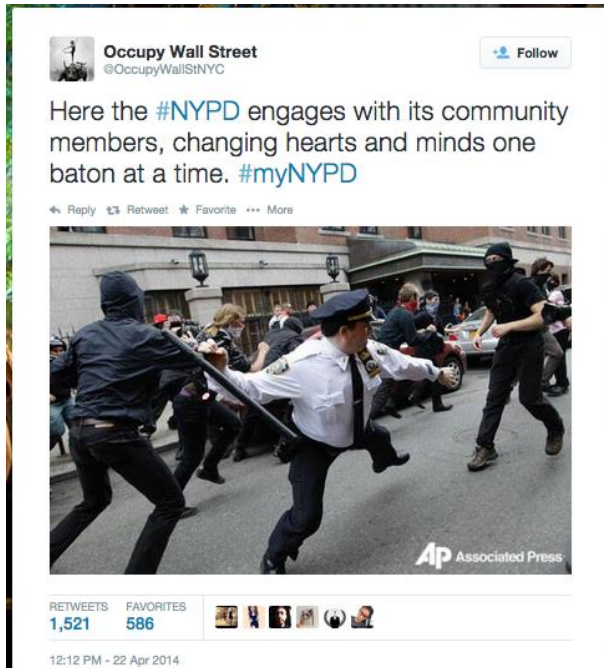 Occupy Wall Street
@OccupyWallStNYC
Follow
Here the #NYPD engages with its community
members, changing hearts and minds one
baton at a time. #myNYPD
Reply Retweet Favorite ••• More
AP Associated Press
RETWEETS FAVORITES
1,521 586
12:12 PM - 22 Apr 2014